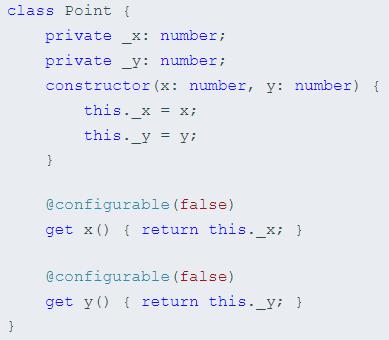 class Point {
    private _x: number;
    private _y: number;
    constructor(x: number, y: number) {
        this._x = x;
        this._y = y;
    }

    @configurable(false)
    get x() { return this._x; }

    @configurable(false)
    get y() { return this._y; }
}